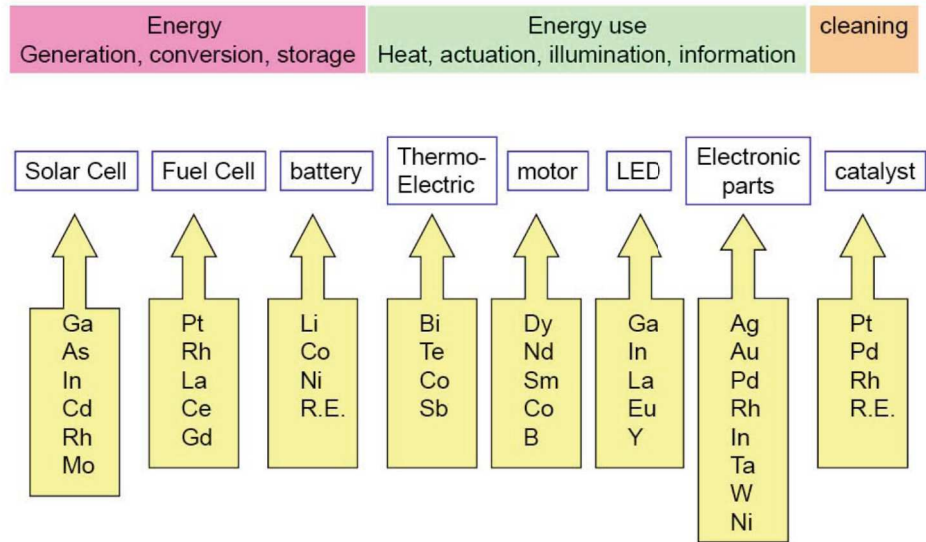 Energy
Generation, conversion, storage
Energy use
Heat, actuation, illumination, information
cleaning
Solar Cell
Fuel Cell
battery
Thermo-
Electric
motor
LED
Electronic
parts
catalyst
Ga
As
In
Cd
Rh
Mo
Pt
Rh
La
Ce
Gd
Li
Co
Ni
R.E.
Bi
Te
Co
Sb
Dy
Nd
Sm
Co
B
Ga
In
La
Eu
Y
Ag
Au
Pd
Rh
In
Ta
W
Ni
Pt
Pd
Rh
R.E.